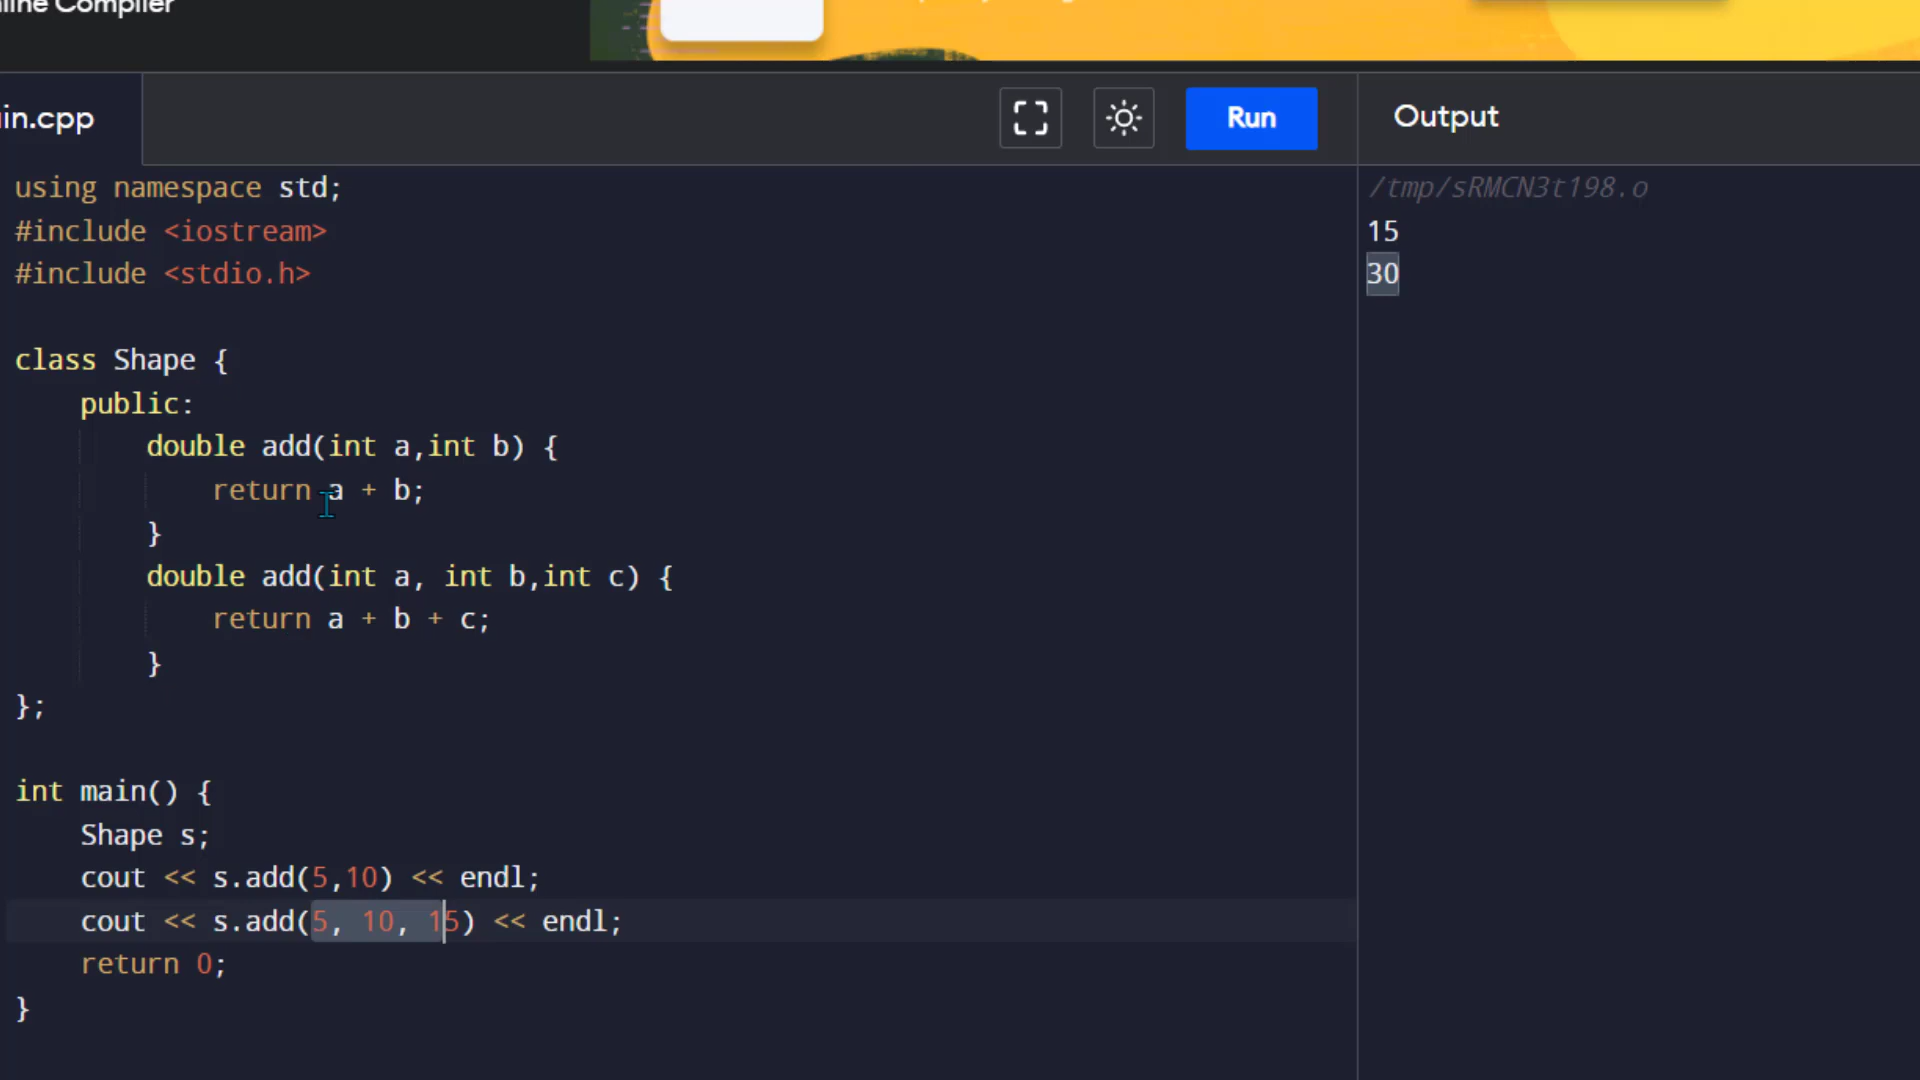 in.cpp
Run
Output
using namespace std;
#include <iostream>
#include <stdio.h>
class Shape {
public:
double add(int a,int b) {
return a + b;
}
double add(int a, int b,int c) {
return a + b + c;
}
};
int main() {
Shape s;
cout << s.add(5,10) << endl;
cout << s.add(5, 10, 15) << endl;
return 0;
}
/tmp/sRMCN3t198.o
15
30